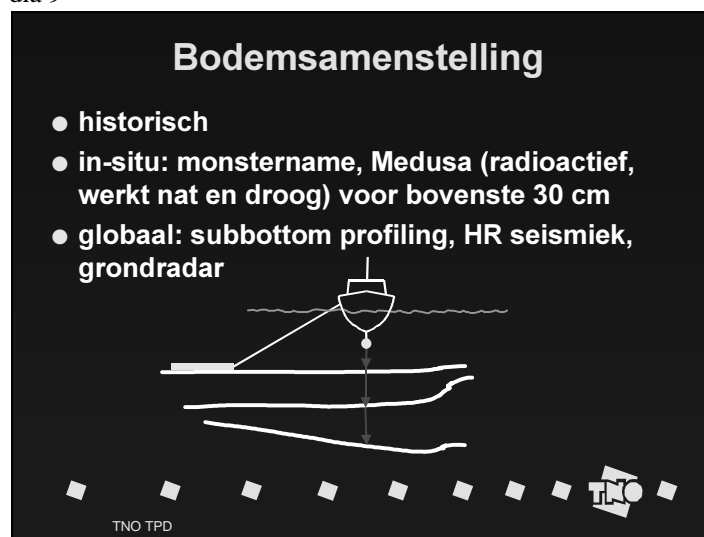 dia 9
Bodemsamenstelling
● historisch
● in-situ: monstername, Medusa (radioactief,
werkt nat en droog) voor bovenste 30 cm
● globaal: subbottom profiling, HR seismiek,
grondradar
TNO
TNO TPD